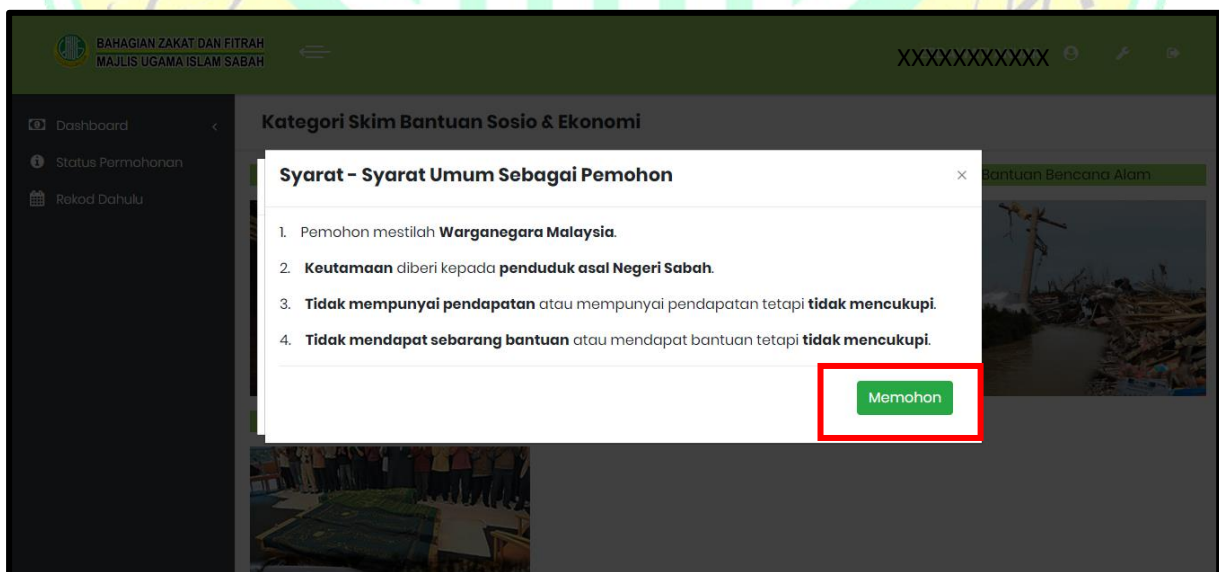 BAHAGIAN ZAKAT DAN FITRAH
MAJLIS UGAMA ISLAM SABAH
XXXXXXXXXXX
Dashboard
Status Permohonan
Rekod Dahulu
Kategori Skim Bantuan Sosio & Ekonomi
Bantuan Bencana Alam
Syarat - Syarat Umum Sebagai Pemohon
1. Pemohon mestilah Warganegara Malaysia.
2. Keutamaan diberi kepada penduduk asal Negeri Sabah.
3. Tidak mempunyai pendapatan atau mempunyai pendapatan tetapi tidak mencukupi.
4. Tidak mendapat sebarang bantuan atau mendapat bantuan tetapi tidak mencukupi.
Memohon